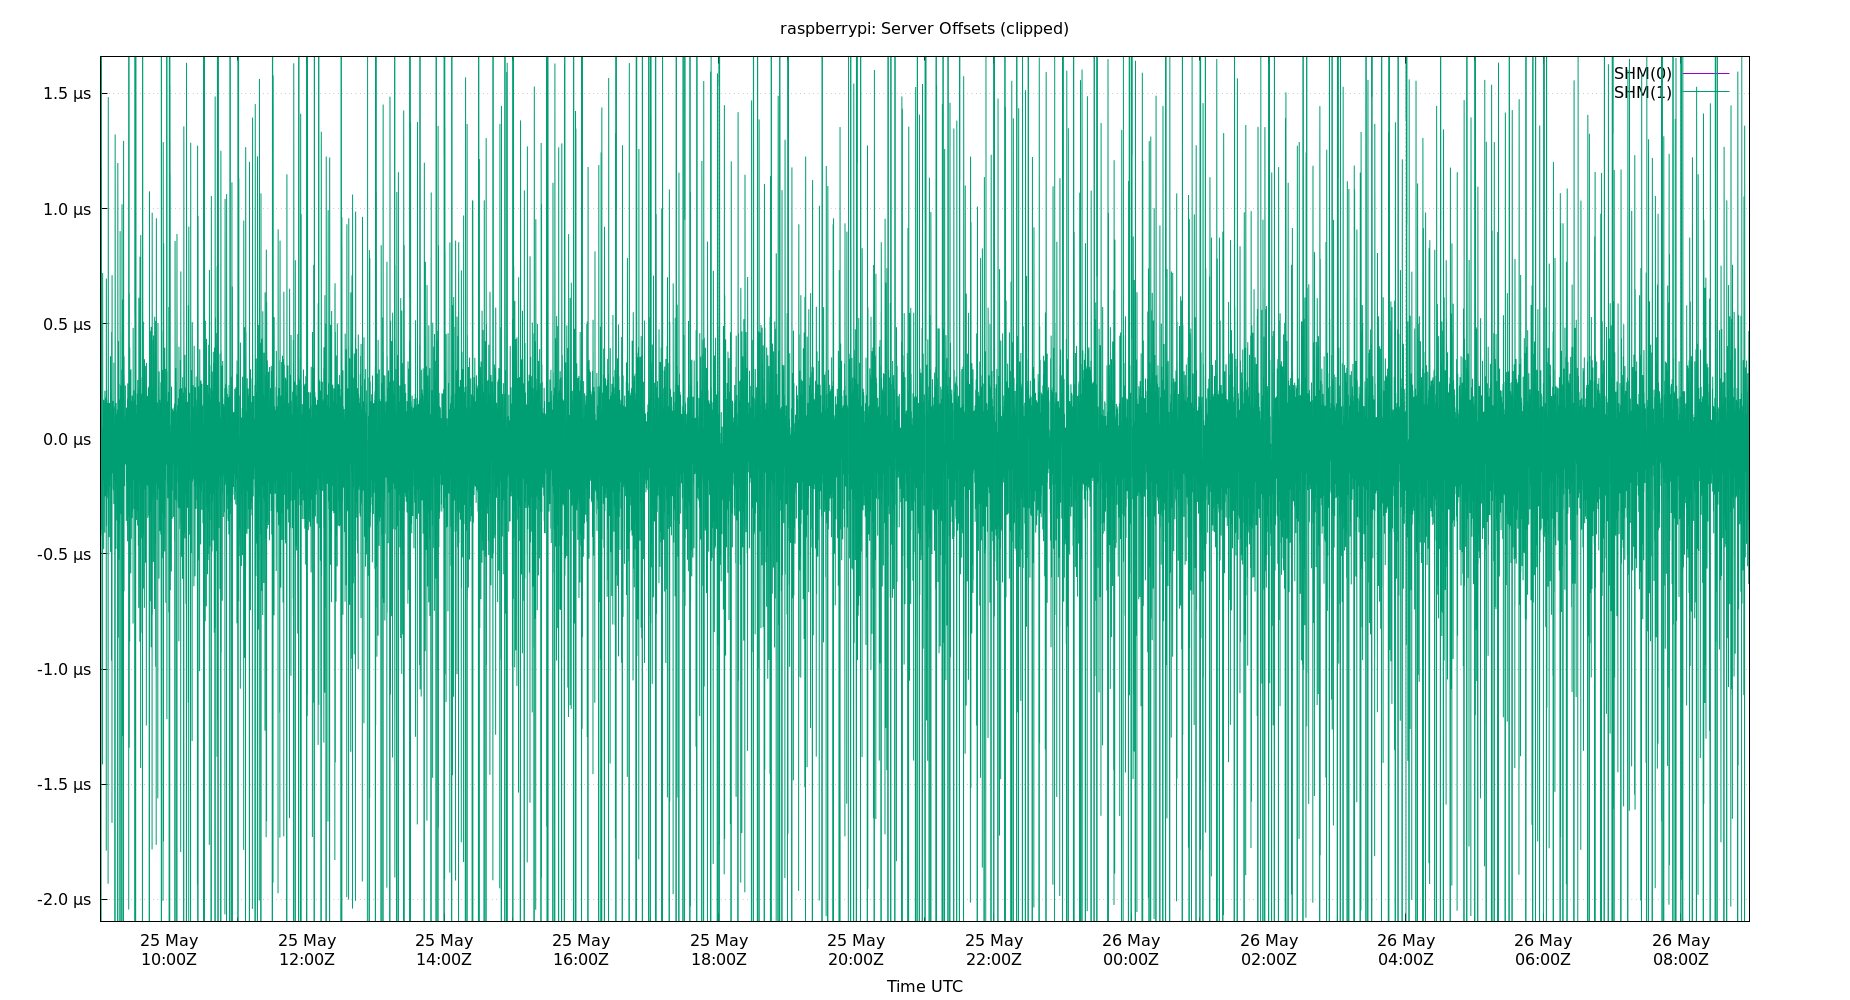 raspberrypi: Server Offsets (clipped)
SHM(0)
SHM(1)
1.5 µs
1.0 µs
0.5 µs
0.0 µs
-0.5 µs
-1.0 µs
-1.5 µs
-2.0 µs
25 May 25 May 25 May 25 May 25 May 25 May 25 May 26 May 26 May 26 May 26 May 26 May
10:00Z 12:00Z 14:00Z 16:00Z 18:00Z 20:00Z 22:00Z 00:00Z 02:00Z 04:00Z 06:00Z 08:00Z
Time UTC